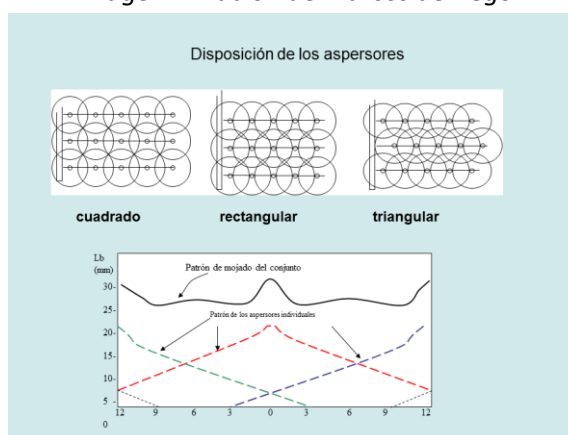 Disposición de los aspersores
cuadrado rectangular triangular
Lb
(mm)
Patrón de mojado del conjunto
30-
25-
Patrón de los aspersores individuales
20-
15-
10-
5 -
12 9 6 3 0 3 6 9 12
0